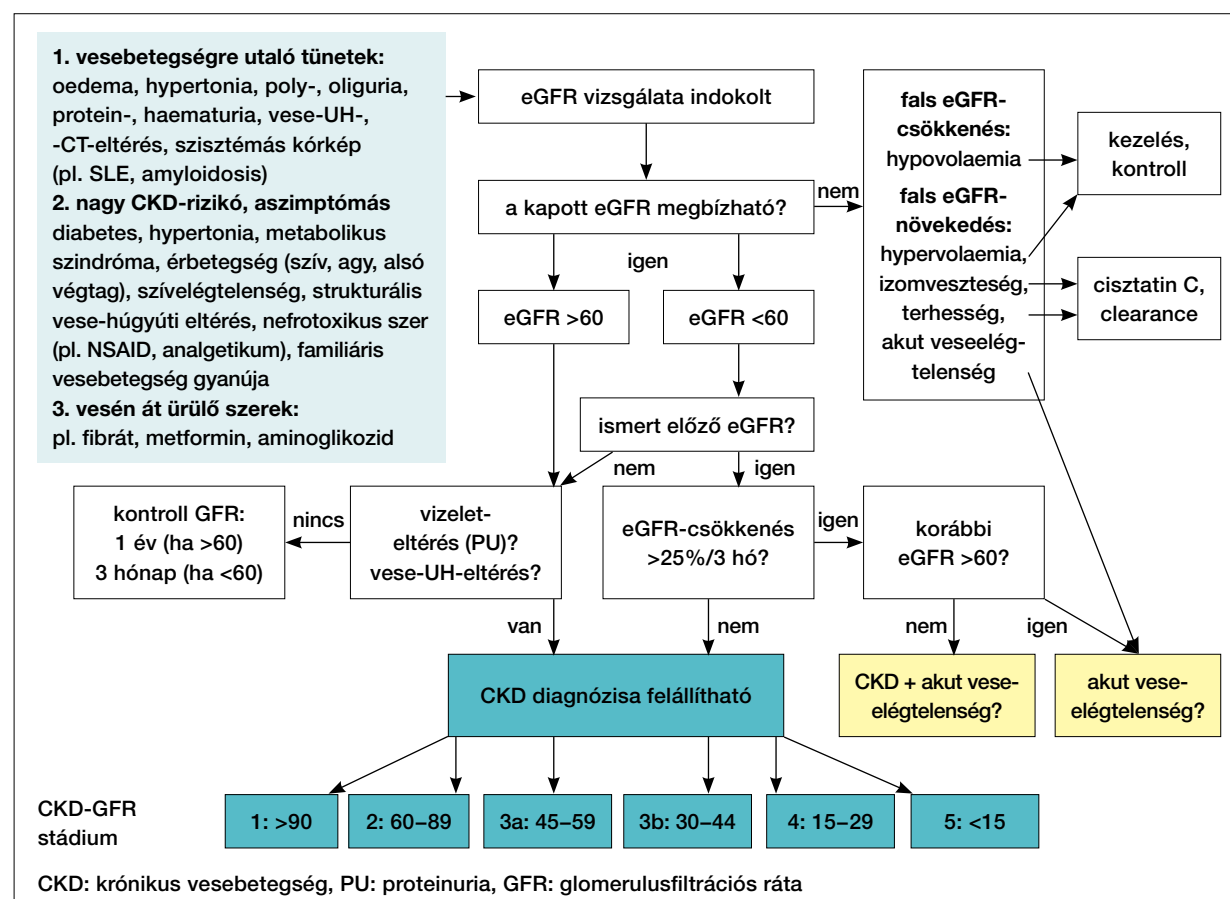 1. vesebetegségre utaló tünetek:
oedema, hypertonia, poly-, oliguria,
protein-, haematuria, vese-UH-,
-CT-eltérés, szisztémás kórkép
(pl. SLE, amyloidosis)
2. nagy CKD-rizikó, aszimptómás
diabetes, hypertonia, metabolikus
szindróma, érbetegség (szív, agy, alsó
végtag), szívelégtelenség, strukturális
vese-húgyúti eltérés, nefrotoxikus szer
(pl. NSAID, analgetikum), familiáris
vesebetegség gyanúja
3. vesén át ürülő szerek:
pl. fibrát, metformin, aminoglikozid
eGFR vizsgálata indokolt
a kapott eGFR megbízható?
nem
igen
fals eGFR-
csökkenés:
hypovolaemia
fals eGFR-
növekedés:
hypervolaemia,
izomveszteség,
terhesség,
akut veseelég-
telenség
kezelés,
kontroll
cisztatin C,
clearance
eGFR >60
eGFR <60
ismert előző eGFR?
nem
igen
kontroll GFR:
1 év (ha >60)
3 hónap (ha <60)
nincs
vizelet-
eltérés (PU)?
vese-UH-eltérés?
eGFR-csökkenés
>25%/3 hó?
igen
korábbi
eGFR >60?
van
nem
nem
igen
CKD diagnózisa felállítható
CKD + akut vese-
elégtelenség?
akut vese-
elégtelenség?
CKD-GFR
stádium
1: >90
2: 60–89
3a: 45–59
3b: 30–44
4: 15–29
5: <15
CKD: krónikus vesebetegség, PU: proteinuria, GFR: glomerulusfiltrációs ráta